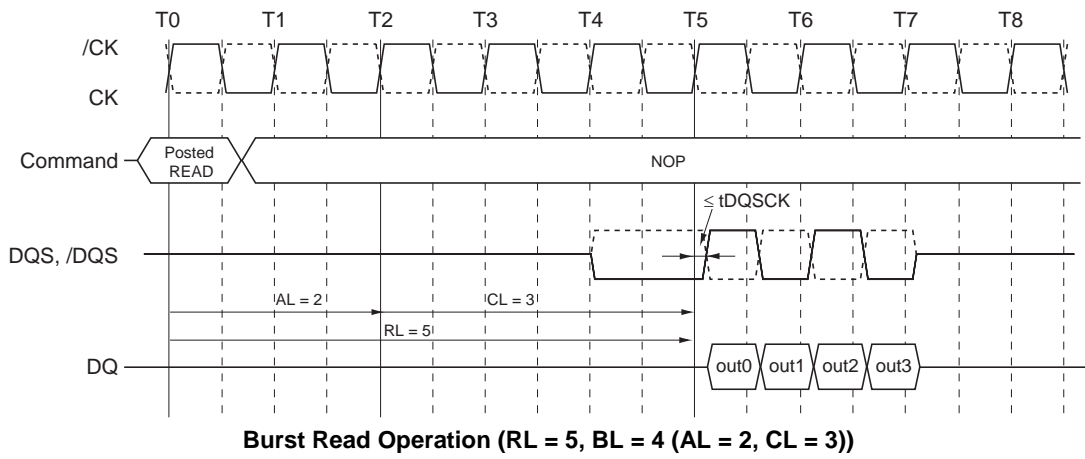 T0 T1 T2 T3 T4 T5 T6 T7 T8
/CK
CK
Command
Posted
READ
NOP
≤ tDQSCK
DQS, /DQS
AL = 2
CL = 3
RL = 5
DQ
out0 out1 out2 out3
Burst Read Operation (RL = 5, BL = 4 (AL = 2, CL = 3))